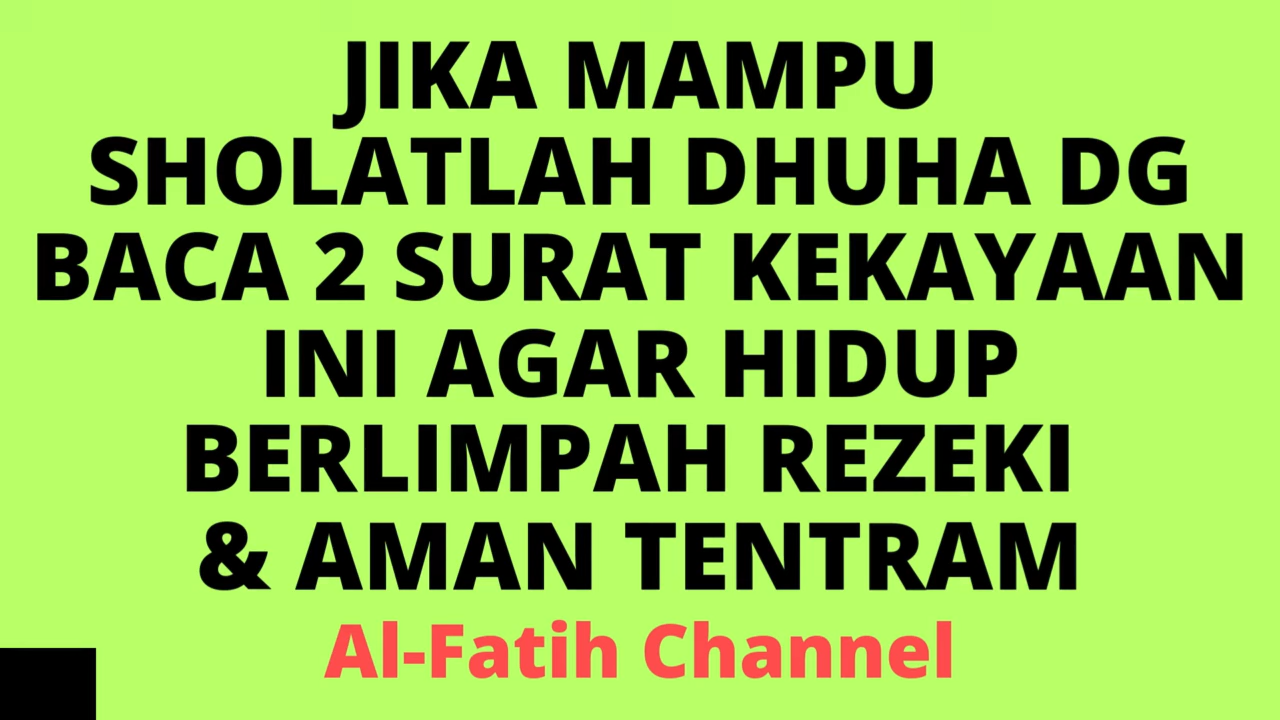 JIKA MAMPU
SHOLATLAH DHUHA DG
BACA 2 SURAT KEKAYAAN
INI AGAR HIDUP
BERLIMPAH REZEKI
& AMAN TENTRAM
Al-Fatih Channel